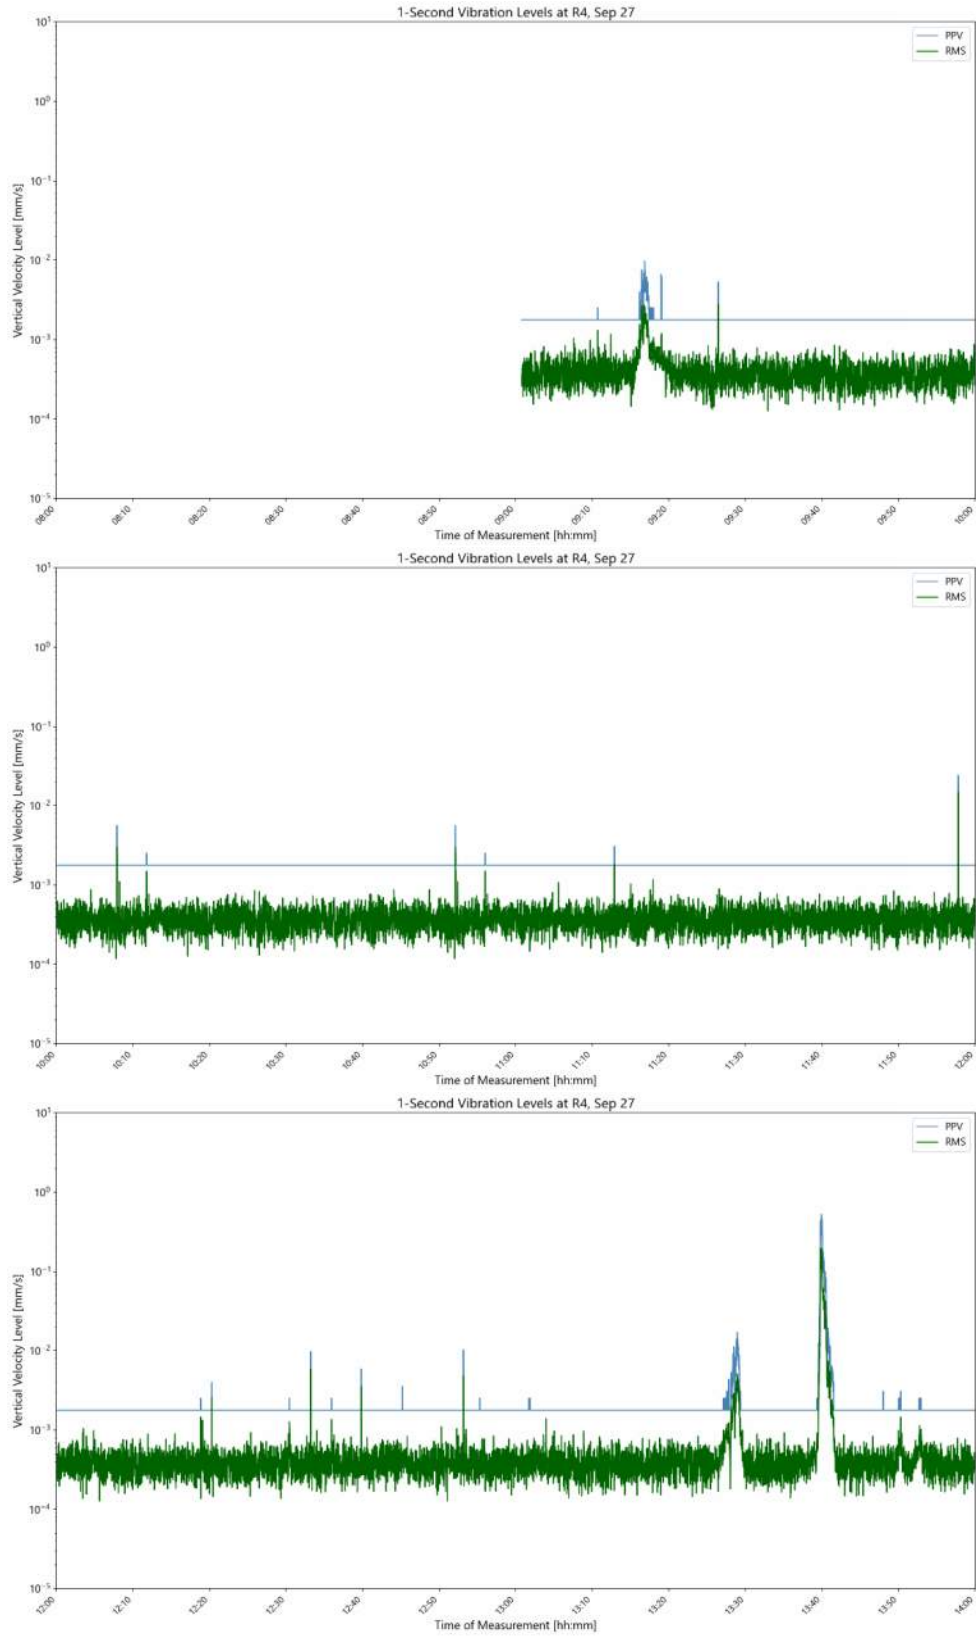 1-Second Vibration Levels at R4, Sep 27
PPV
RMS
Vertical Velocity Level [mm/s]
10¹
10⁰
10⁻¹
10⁻²
10⁻³
10⁻⁴
10⁻⁵
08:00 08:10 08:20 08:30 08:40 08:50 09:00 09:10 09:20 09:30 09:40 09:50 10:00
Time of Measurement [hh:mm]
1-Second Vibration Levels at R4, Sep 27
PPV
RMS
Vertical Velocity Level [mm/s]
10¹
10⁰
10⁻¹
10⁻²
10⁻³
10⁻⁴
10⁻⁵
10:00 10:10 10:20 10:30 10:40 10:50 11:00 11:10 11:20 11:30 11:40 11:50 12:00
Time of Measurement [hh:mm]
1-Second Vibration Levels at R4, Sep 27
PPV
RMS
Vertical Velocity Level [mm/s]
10¹
10⁰
10⁻¹
10⁻²
10⁻³
10⁻⁴
10⁻⁵
12:00 12:10 12:20 12:30 12:40 12:50 13:00 13:10 13:20 13:30 13:40 13:50 14:00
Time of Measurement [hh:mm]